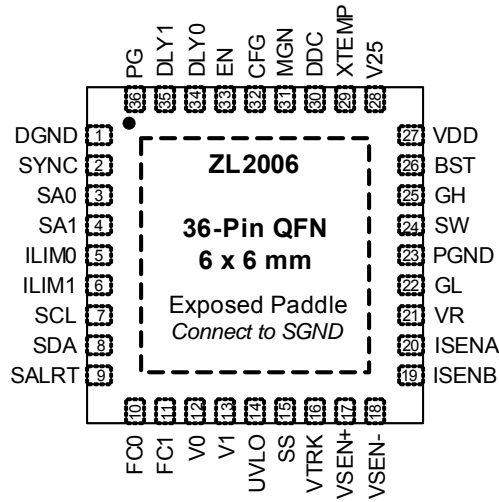 PG
DLY1
DLY0
EN
CFG
MGN
DDC
XTEMP
V25
36
35
34
33
32
31
30
29
28
DGND 1
SYNC 2
SA0 3
SA1 4
ILIM0 5
ILIM1 6
SCL 7
SDA 8
SALRT 9
ZL2006
36-Pin QFN
6 x 6 mm
Exposed Paddle
Connect to SGND
27 VDD
26 BST
25 GH
24 SW
23 PGND
22 GL
21 VR
20 ISENA
19 ISENB
10
11
12
13
14
15
16
17
18
FC0
FC1
V0
V1
UVLO
SS
VTRK
VSEN+
VSEN-